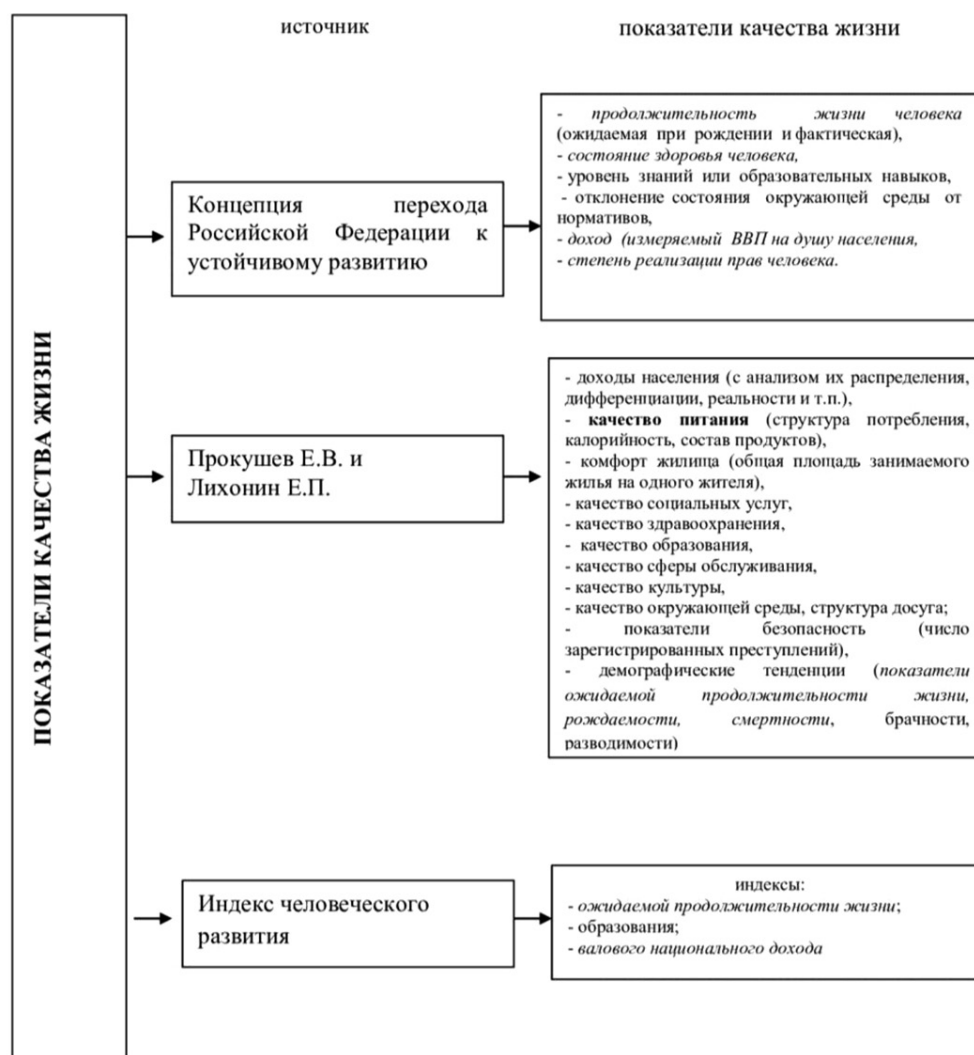 источник
показатели качества жизни
ПОКАЗАТЕЛИ КАЧЕСТВА ЖИЗНИ
Концепция перехода
Российской Федерации к
устойчивому развитию
- продолжительность жизни человека
(ожидаемая при рождении и фактическая),
- состояние здоровья человека,
- уровень знаний или образовательных навыков,
- отклонение состояния окружающей среды от
нормативов,
- доход (измеряемый ВВП на душу населения,
- степень реализации прав человека.
Прокушев Е.В. и
Лихонин Е.П.
- доходы населения (с анализом их распределения,
дифференциации, реальности и т.п.),
- качество питания (структура потребления,
калорийность, состав продуктов),
- комфорт жилища (общая площадь занимаемого
жилья на одного жителя),
- качество социальных услуг,
- качество здравоохранения,
- качество образования,
- качество сферы обслуживания,
- качество культуры,
- качество окружающей среды, структура досуга;
- показатели безопасность (число
зарегистрированных преступлений),
- демографические тенденции (показатели
ожидаемой продолжительности жизни,
рождаемости, смертности, брачности,
разводимости)
Индекс человеческого
развития
индексы:
- ожидаемой продолжительности жизни;
- образования;
- валового национального дохода